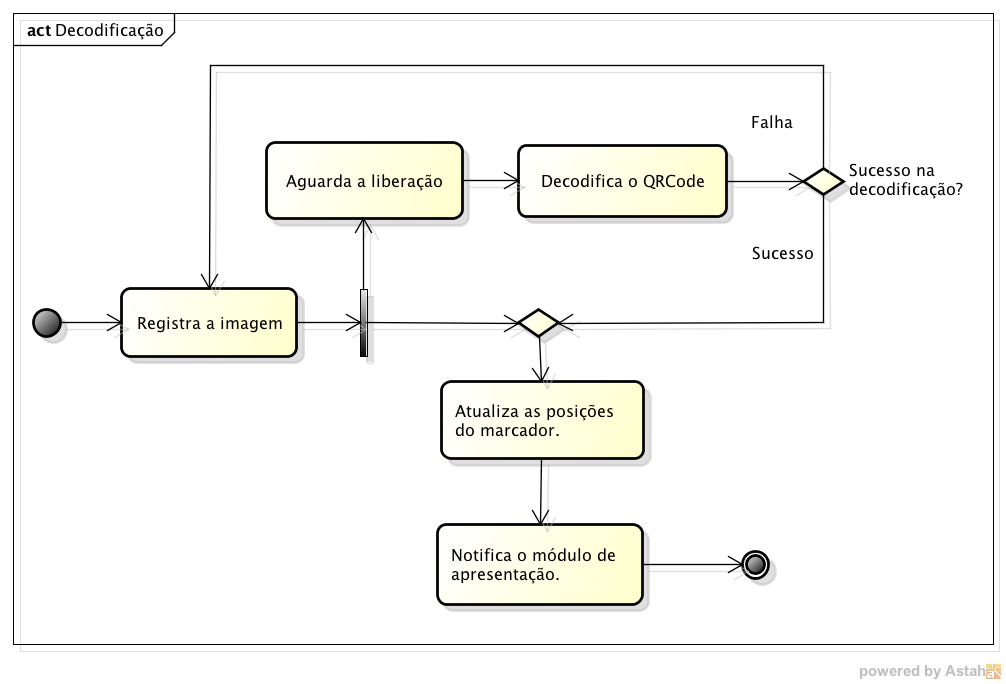 act Decodificação
Falha
Aguarda a liberação
Decodifica o QRCode
Sucesso na
decodificação?
Sucesso
Registra a imagem
Atualiza as posições
do marcador.
Notifica o módulo de
apresentação.
powered by Astah